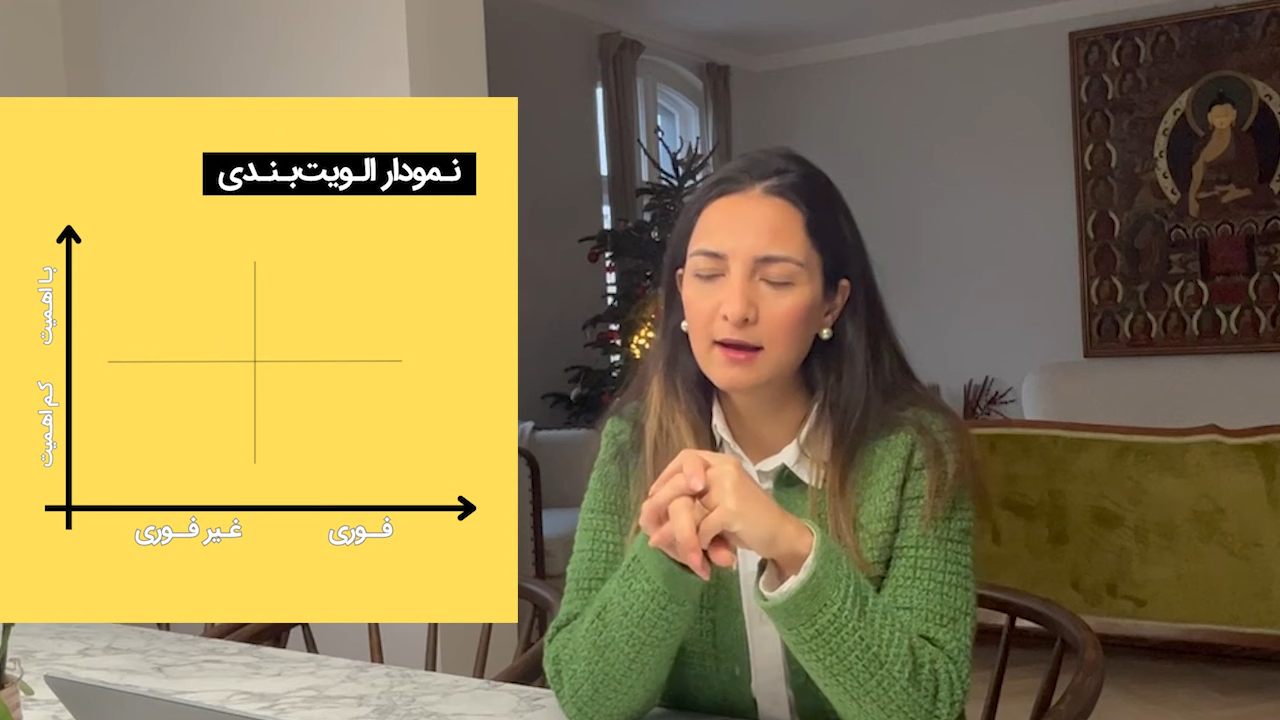 نمودار الویت‌بندی
با اهمیت
کم اهمیت
غیر فوری
فوری